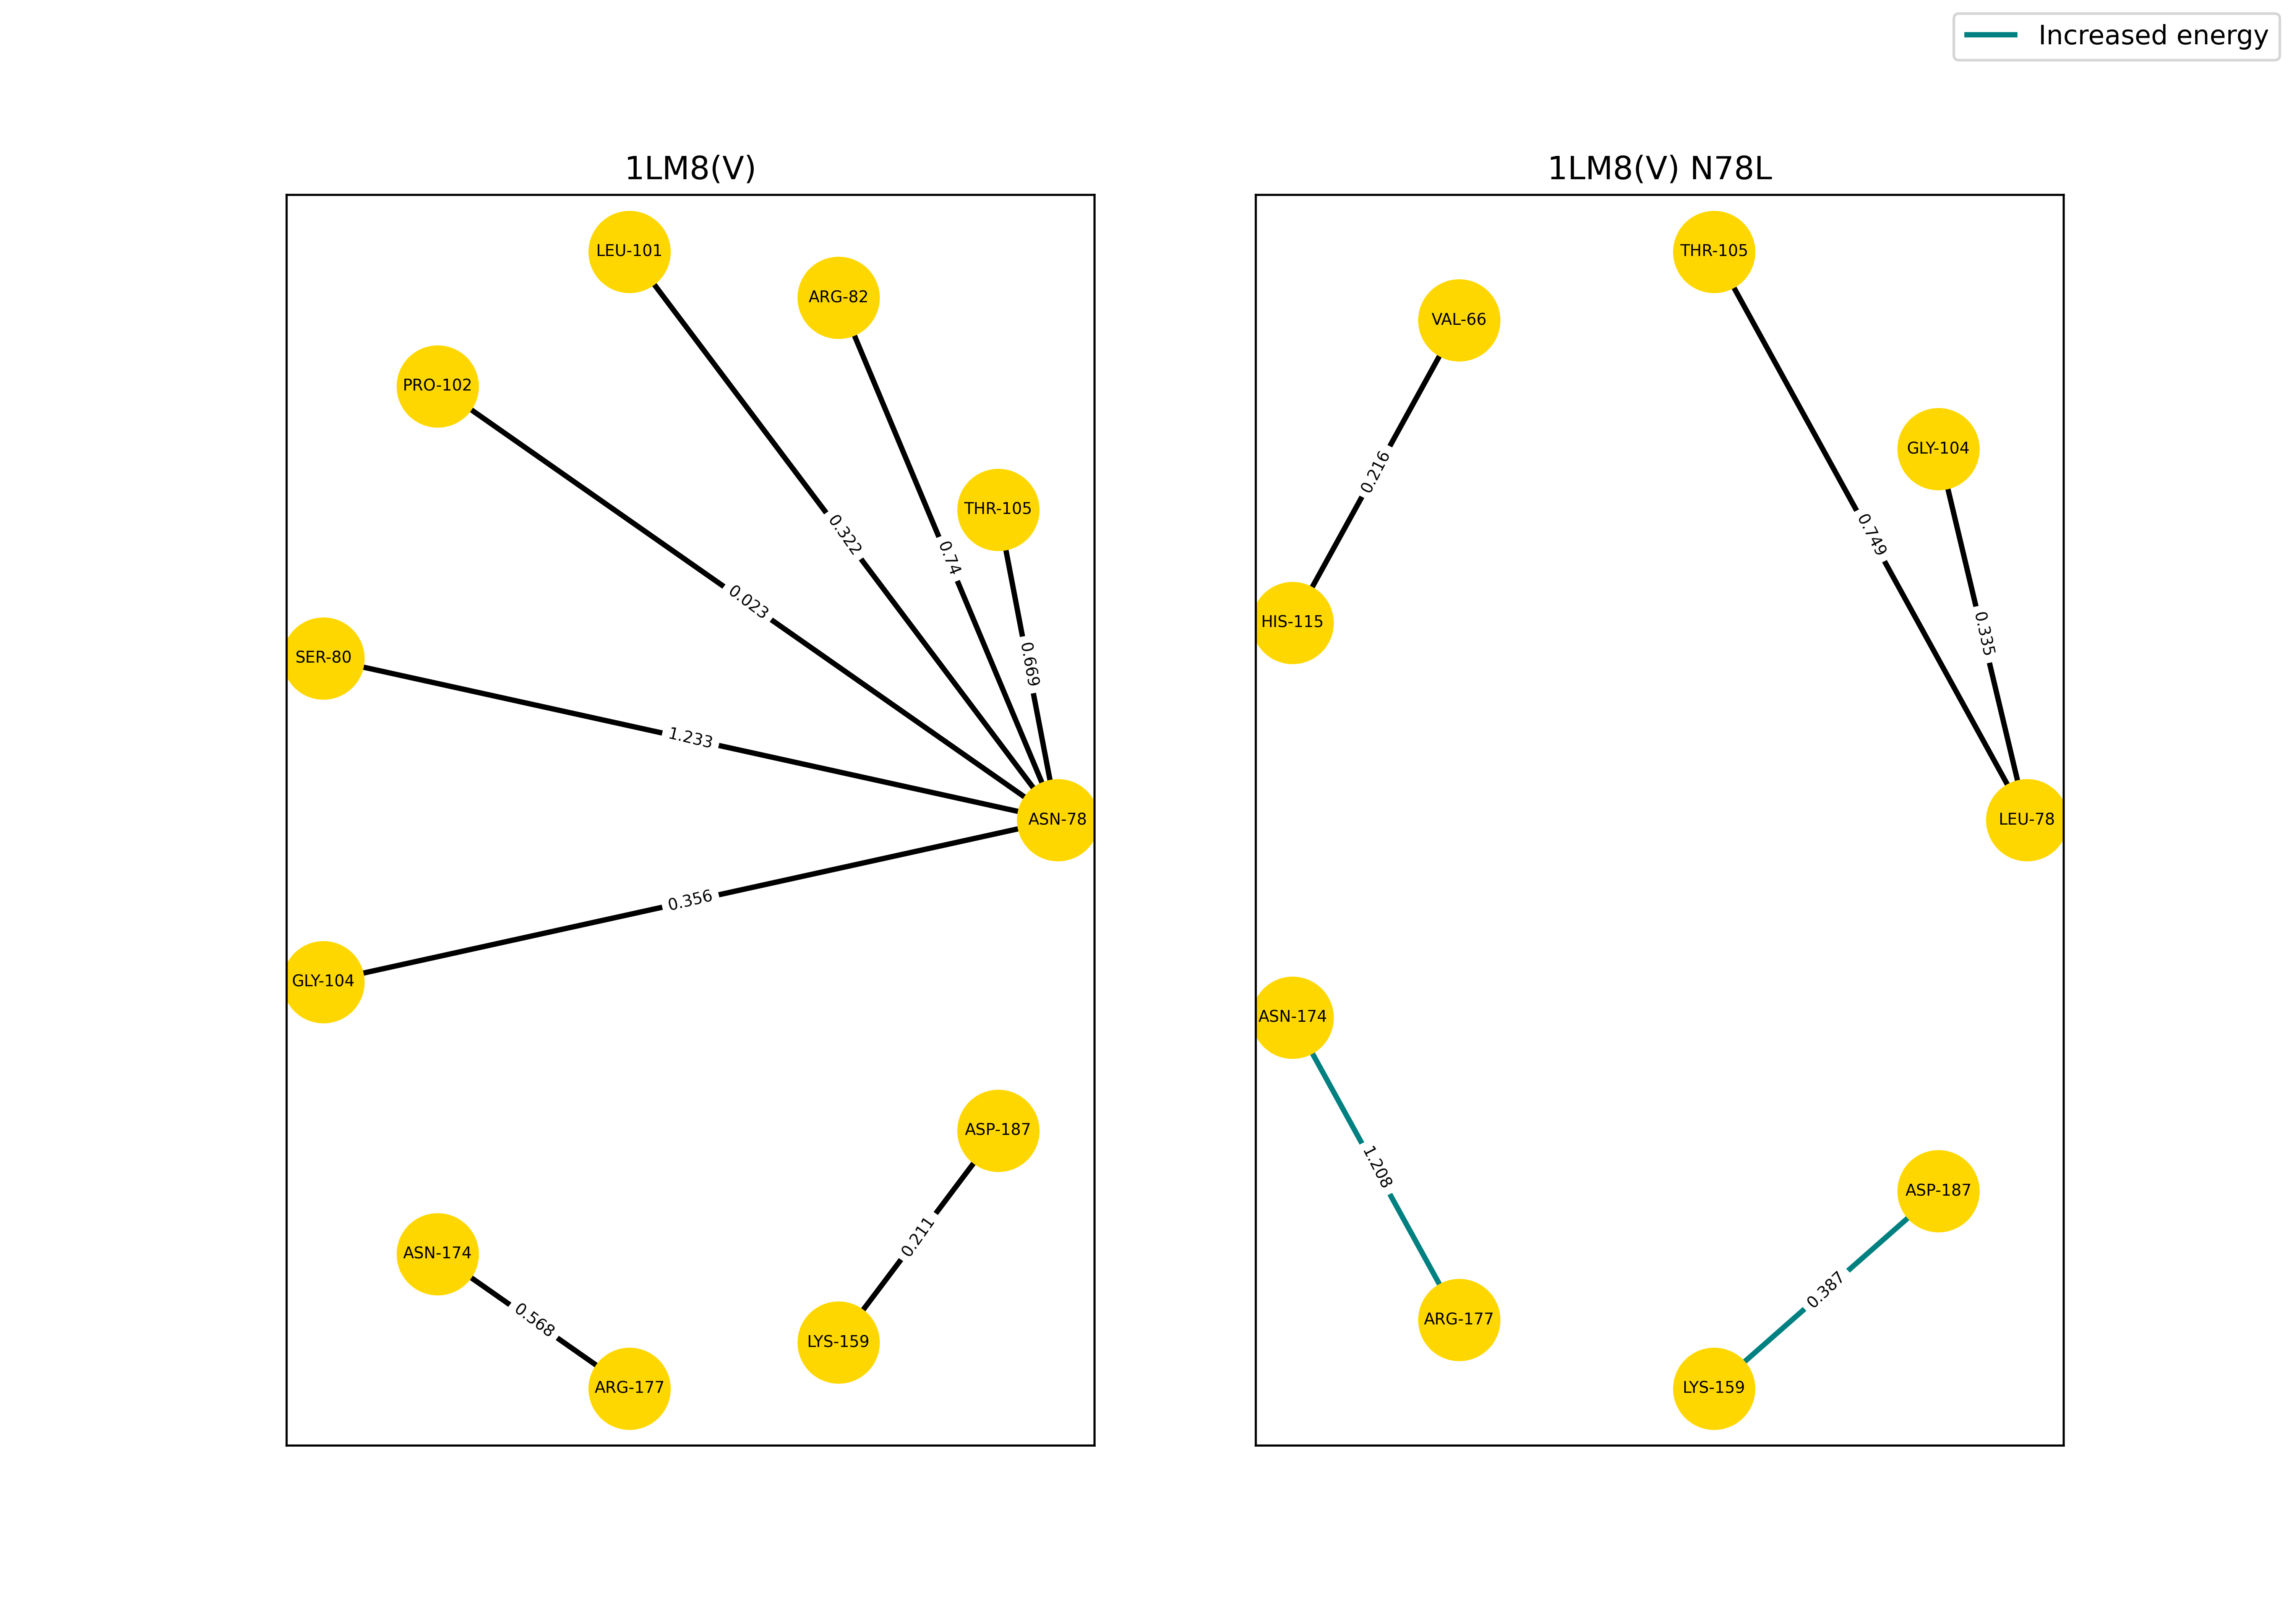 Increased energy
1LM8(V)
LEU-101
ARG-82
PRO-102
THR-105
0.322
0.74
0.023
0.669
SER-80
1.233
ASN-78
0.356
GLY-104
ASP-187
0.211
ASN-174
0.568
LYS-159
ARG-177
1LM8(V) N78L
THR-105
VAL-66
GLY-104
0.216
0.749
HIS-115
0.335
LEU-78
ASN-174
1.208
ASP-187
0.387
ARG-177
LYS-159